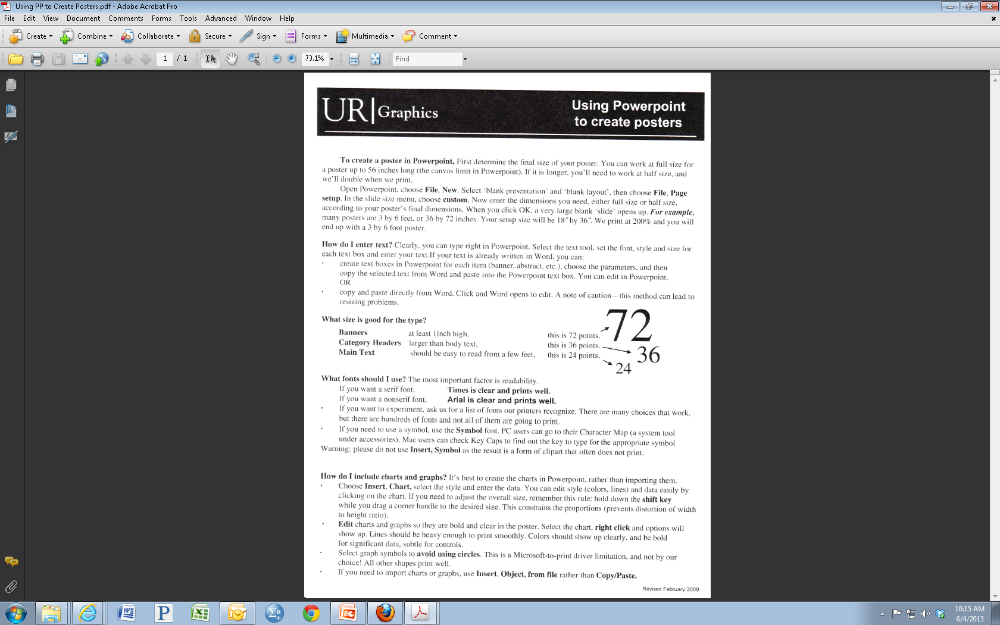 Using PP to Create Posters.pdf - Adobe Acrobat Pro
File Edit View Document Comments Forms Tools Advanced Window Help
Create Combine Collaborate Secure Sign Forms Multimedia Comment
1 / 1 73.1% Find
UR|Graphics
Using Powerpoint
to create posters
To create a poster in Powerpoint, First determine the final size of your poster. You can work at full size for
a poster up to 56 inches long (the canvas limit in Powerpoint). If it is longer, you'll need to work at half size, and
we'll double when we print.
Open Powerpoint, choose File, New. Select 'blank presentation' and 'blank layout', then choose File, Page
setup. In the slide size menu, choose custom. Now enter the dimensions you need, either full size or half size,
according to your poster's final dimensions. When you click OK, a very large blank 'slide' opens up. For example,
many posters are 3 by 6 feet, or 36 by 72 inches. Your setup size will be 18″ by 36″. We print at 200% and you will
end up with a 3 by 6 foot poster.
How do I enter text? Clearly, you can type right in Powerpoint. Select the text tool, set the font, style and size for
each text box and enter your text.If your text is already written in Word, you can:
· create text boxes in Powerpoint for each item (banner, abstract, etc.), choose the parameters, and then
copy the selected text from Word and paste into the Powerpoint text box. You can edit in Powerpoint.
OR
· copy and paste directly from Word. Click and Word opens to edit. A note of caution – this method can lead to
resizing problems.
What size is good for the type?
Banners at least 1inch high, this is 72 points. 72
Category Headers larger than body text, this is 36 points. 36
Main Text should be easy to read from a few feet, this is 24 points. 24
What fonts should I use? The most important factor is readability.
If you want a serif font, Times is clear and prints well.
If you want a nonserif font, Arial is clear and prints well.
· If you want to experiment, ask us for a list of fonts our printers recognize. There are many choices that work,
but there are hundreds of fonts and not all of them are going to print.
· If you need to use a symbol, use the Symbol font. PC users can go to their Character Map (a system tool
under accessories), Mac users can check Key Caps to find out the key to type for the appropriate symbol
Warning: please do not use Insert, Symbol as the result is a form of clipart that often does not print.
How do I include charts and graphs? It's best to create the charts in Powerpoint, rather than importing them.
· Choose Insert, Chart, select the style and enter the data. You can edit style (colors, lines) and data easily by
clicking on the chart. If you need to adjust the overall size, remember this rule: hold down the shift key
while you drag a corner handle to the desired size. This constrains the proportions (prevents distortion of width
to height ratio).
· Edit charts and graphs so they are bold and clear in the poster. Select the chart, right click and options will
show up. Lines should be heavy enough to print smoothly. Colors should show up clearly, and be bold
for significant data, subtle for controls.
· Select graph symbols to avoid using circles. This is a Microsoft-to-print driver limitation, and not by our
choice! All other shapes print well.
· If you need to import charts or graphs, use Insert, Object, from file rather than Copy/Paste.
Revised February 2009
10:15 AM
6/4/2013